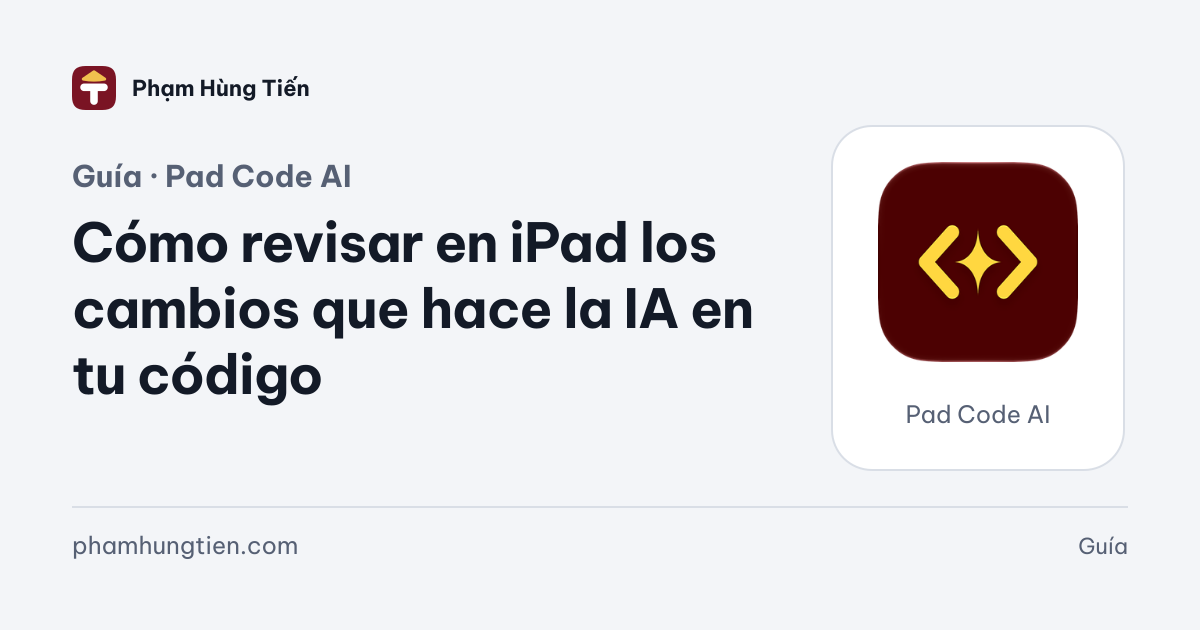 Phạm Hùng Tiến
Guía · Pad Code AI
Cómo revisar en iPad los
cambios que hace la IA en
tu código
Pad Code AI
phamhungtien.com
Guía